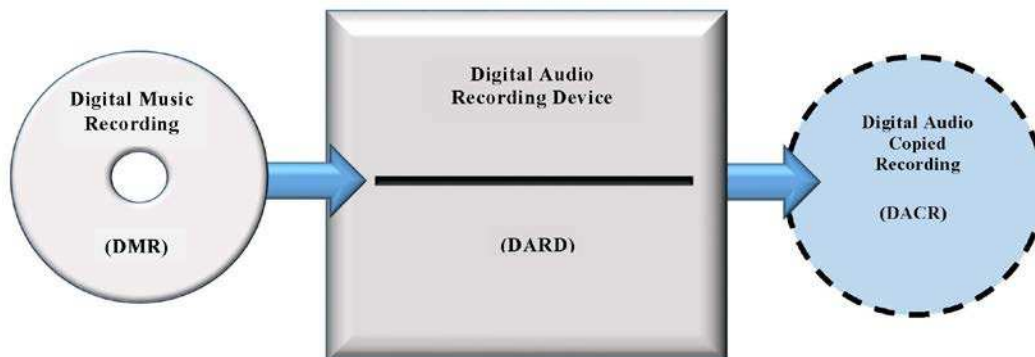 Digital Music
Recording
(DMR)
Digital Audio
Recording Device
(DARD)
Digital Audio
Copied
Recording
(DACR)